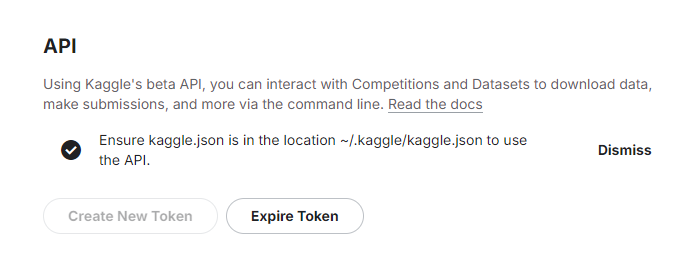 API
Using Kaggle's beta API, you can interact with Competitions and Datasets to download data,
make submissions, and more via the command line. Read the docs
Ensure kaggle.json is in the location ~/.kaggle/kaggle.json to use
the API.
Dismiss
Create New Token
Expire Token